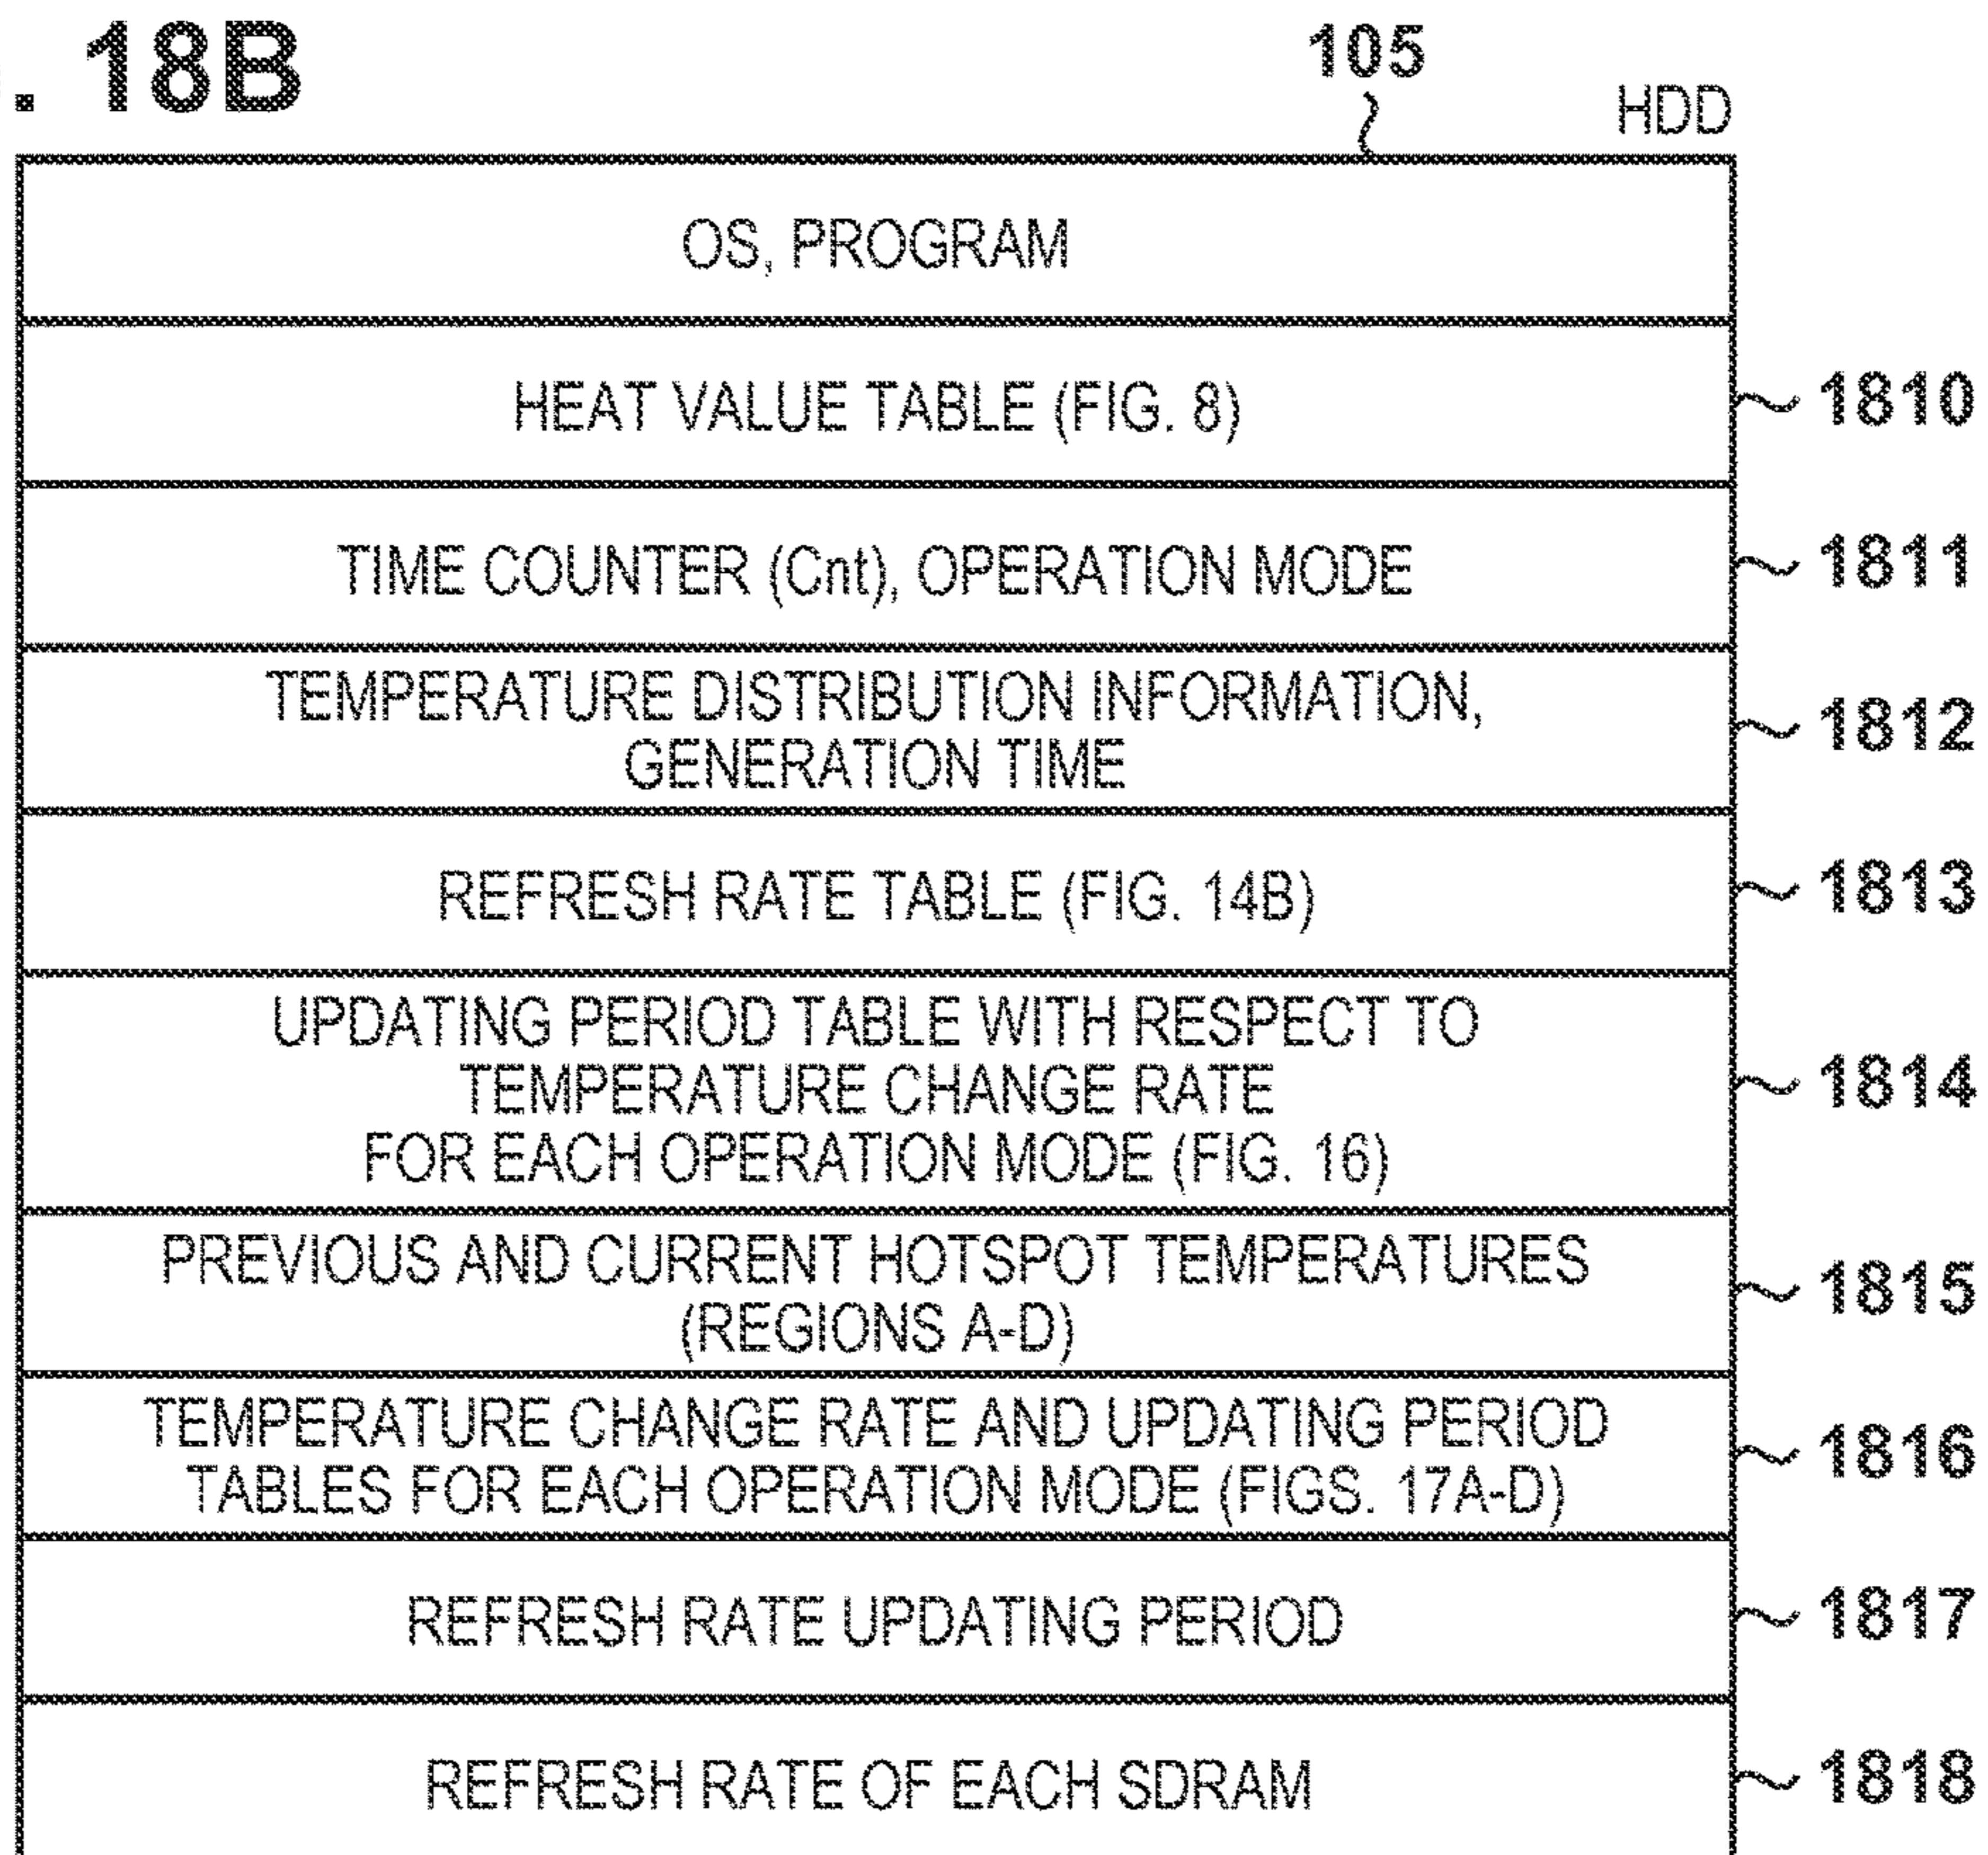 . 18B
105
HDD
OS, PROGRAM
HEAT VALUE TABLE (FIG. 8)
1810
TIME COUNTER (Cnt), OPERATION MODE
1811
TEMPERATURE DISTRIBUTION INFORMATION,
GENERATION TIME
1812
REFRESH RATE TABLE (FIG. 14B)
1813
UPDATING PERIOD TABLE WITH RESPECT TO
TEMPERATURE CHANGE RATE
FOR EACH OPERATION MODE (FIG. 16)
1814
PREVIOUS AND CURRENT HOTSPOT TEMPERATURES
(REGIONS A-D)
1815
TEMPERATURE CHANGE RATE AND UPDATING PERIOD
TABLES FOR EACH OPERATION MODE (FIGS. 17A-D)
1816
REFRESH RATE UPDATING PERIOD
1817
REFRESH RATE OF EACH SDRAM
1818